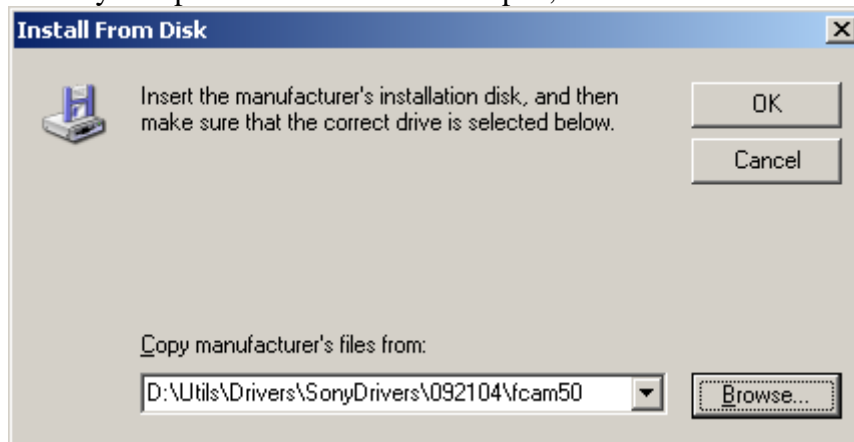 Install From Disk
Insert the manufacturer's installation disk, and then
make sure that the correct drive is selected below.
OK
Cancel
Copy manufacturer's files from:
D:\Utils\Drivers\SonyDrivers\092104\fcam50
Browse...